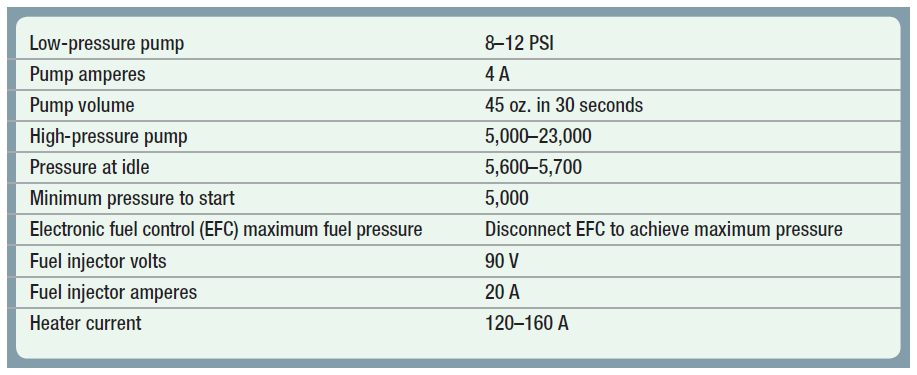 Low-pressure pump 8–12 PSI
Pump amperes 4 A
Pump volume 45 oz. in 30 seconds
High-pressure pump 5,000–23,000
Pressure at idle 5,600–5,700
Minimum pressure to start 5,000
Electronic fuel control (EFC) maximum fuel pressure Disconnect EFC to achieve maximum pressure
Fuel injector volts 90 V
Fuel injector amperes 20 A
Heater current 120–160 A